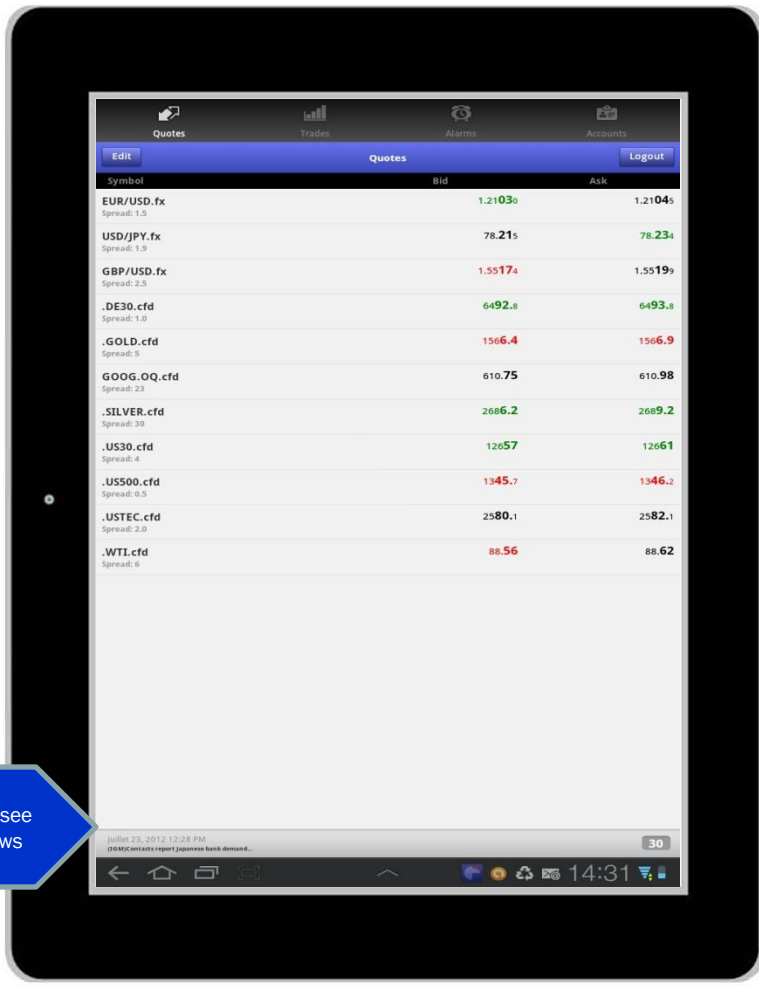 Quotes Trades Alarms Accounts
Edit Quotes Logout
Symbol Bid Ask
EUR/USD.fx 1.21030 1.21045
Spread: 1.5
USD/JPY.fx 78.215 78.234
Spread: 1.9
GBP/USD.fx 1.55174 1.55199
Spread: 2.5
.DE30.cfd 6492.8 6493.8
Spread: 1.0
.GOLD.cfd 1566.4 1566.9
Spread: 5
GOOG.OQ.cfd 610.75 610.98
Spread: 23
.SILVER.cfd 2686.2 2689.2
Spread: 30
.US30.cfd 12657 12661
Spread: 4
.US500.cfd 1345.7 1346.2
Spread: 0.5
.USTEC.cfd 2580.1 2582.1
Spread: 2.0
.WTI.cfd 88.56 88.62
Spread: 6
see
ws
juillet 23, 2012 12:28 PM
(IGM)Contacts report Japanese bank demand...
30
14:31